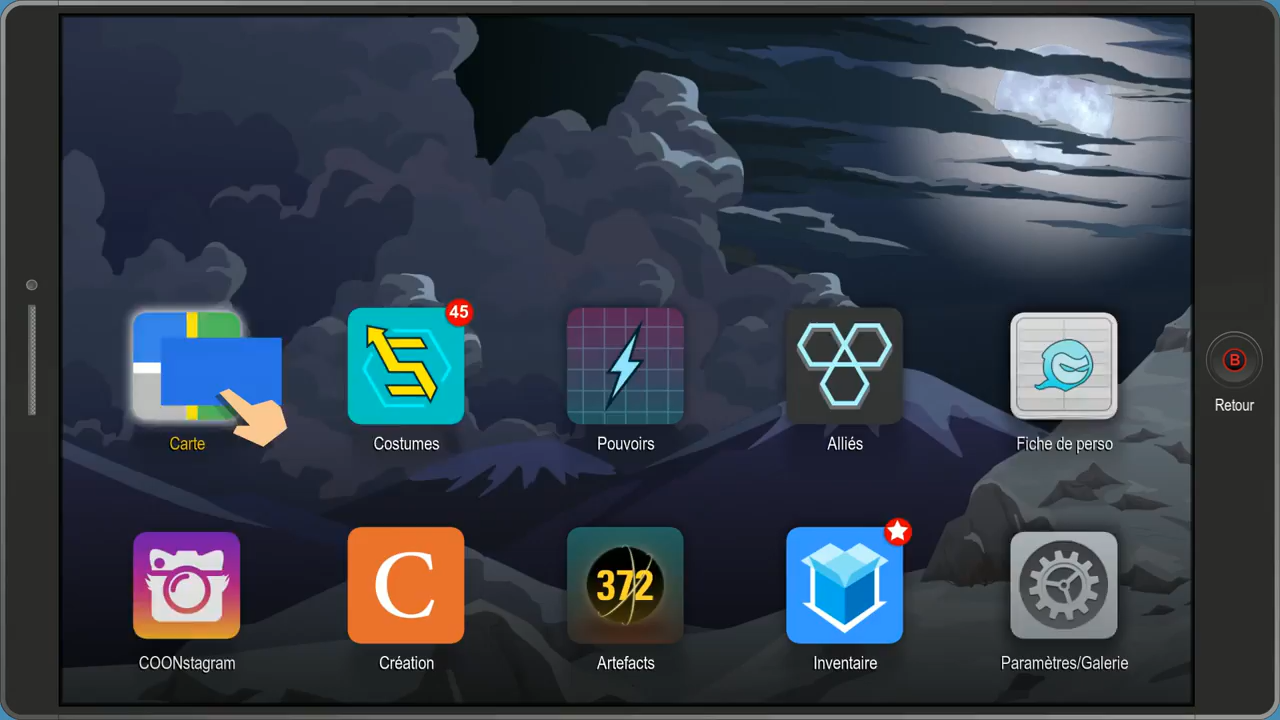 45
Carte
Costumes
Pouvoirs
Alliés
Fiche de perso
B
Retour
C
372
COONstagram
Création
Artefacts
Inventaire
Paramètres/Galerie